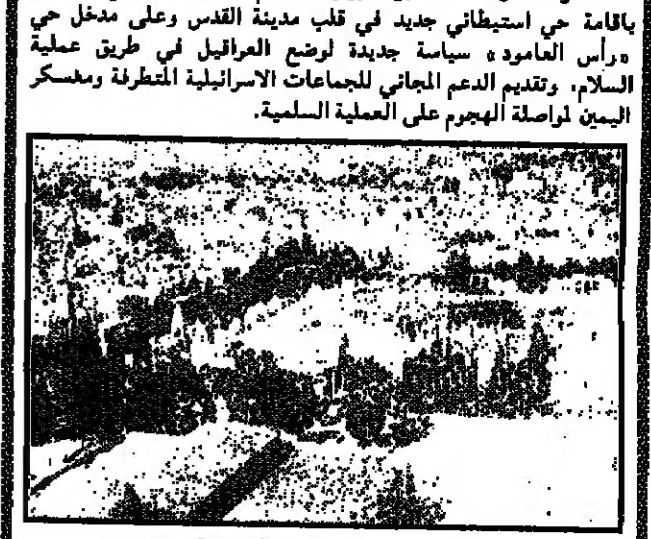 باقامة حي استيطاني جديد في قلب مدينة القدس وعلى مدخل حي
«رأس العامود» سياسة جديدة لوضع العراقيل في طريق عملية
السلام، وتقديم الدعم المجاني للجماعات الاسرائيلية المتطرفة ومعسكر
اليمين لمواصلة الهجوم على العملية السلمية.